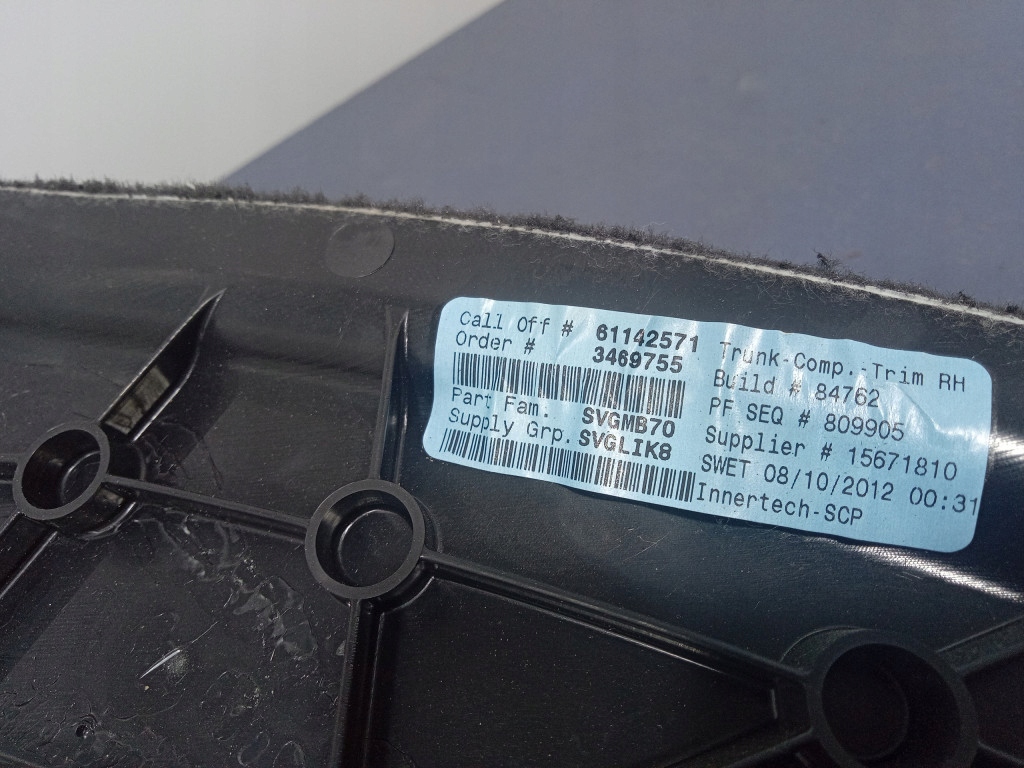 Call Off # 61142571
Order # 3469755
Part Fam. SVGMB70
Supply Grp. SVGLIK8
Trunk-Comp.-Trim RH
Build # 84762
PF SEQ # 809905
Supplier # 15671810
SWET 08/10/2012 00:31
Innertech-SCP